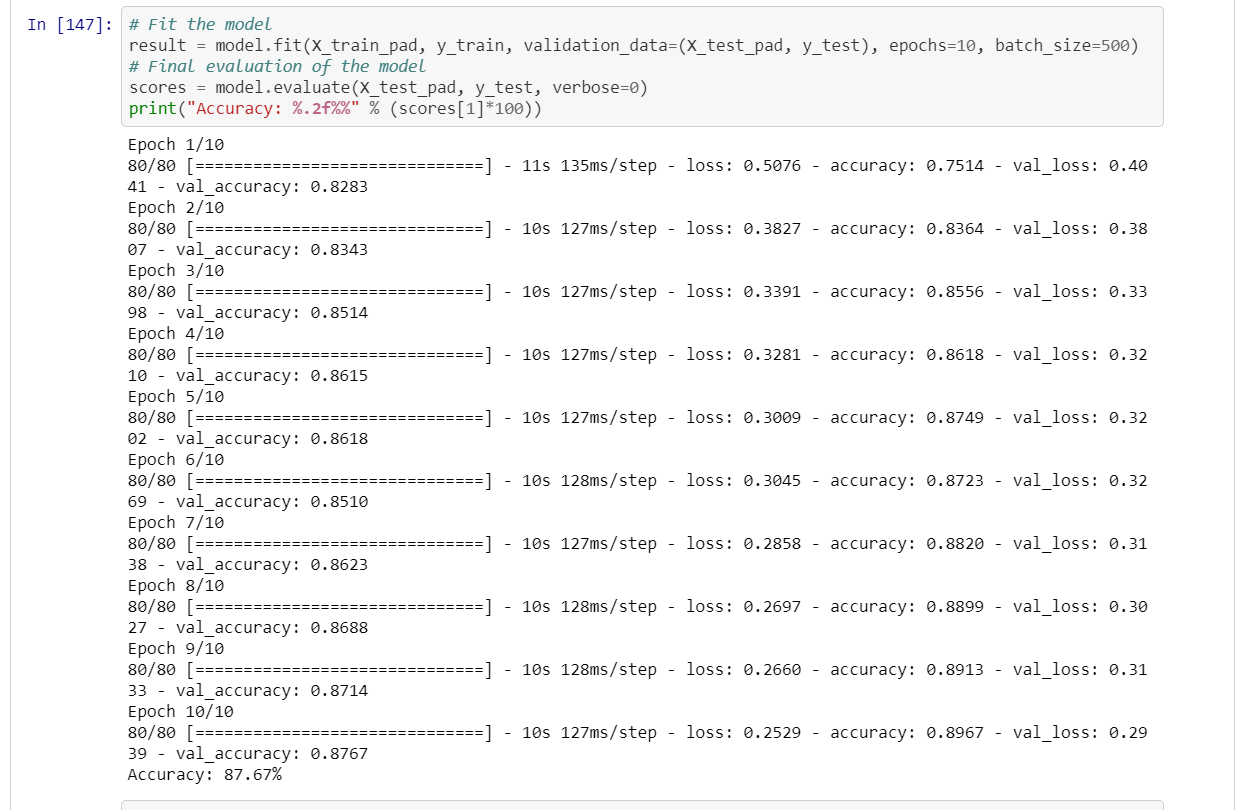 In [147]:
# Fit the model
result = model.fit(X_train_pad, y_train, validation_data=(X_test_pad, y_test), epochs=10, batch_size=500)
# Final evaluation of the model
scores = model.evaluate(X_test_pad, y_test, verbose=0)
print("Accuracy: %.2f%%" % (scores[1]*100))
Epoch 1/10
80/80 [==============================] - 11s 135ms/step - loss: 0.5076 - accuracy: 0.7514 - val_loss: 0.40
41 - val_accuracy: 0.8283
Epoch 2/10
80/80 [==============================] - 10s 127ms/step - loss: 0.3827 - accuracy: 0.8364 - val_loss: 0.38
07 - val_accuracy: 0.8343
Epoch 3/10
80/80 [==============================] - 10s 127ms/step - loss: 0.3391 - accuracy: 0.8556 - val_loss: 0.33
98 - val_accuracy: 0.8514
Epoch 4/10
80/80 [==============================] - 10s 127ms/step - loss: 0.3281 - accuracy: 0.8618 - val_loss: 0.32
10 - val_accuracy: 0.8615
Epoch 5/10
80/80 [==============================] - 10s 127ms/step - loss: 0.3009 - accuracy: 0.8749 - val_loss: 0.32
02 - val_accuracy: 0.8618
Epoch 6/10
80/80 [==============================] - 10s 128ms/step - loss: 0.3045 - accuracy: 0.8723 - val_loss: 0.32
69 - val_accuracy: 0.8510
Epoch 7/10
80/80 [==============================] - 10s 127ms/step - loss: 0.2858 - accuracy: 0.8820 - val_loss: 0.31
38 - val_accuracy: 0.8623
Epoch 8/10
80/80 [==============================] - 10s 128ms/step - loss: 0.2697 - accuracy: 0.8899 - val_loss: 0.30
27 - val_accuracy: 0.8688
Epoch 9/10
80/80 [==============================] - 10s 128ms/step - loss: 0.2660 - accuracy: 0.8913 - val_loss: 0.31
33 - val_accuracy: 0.8714
Epoch 10/10
80/80 [==============================] - 10s 127ms/step - loss: 0.2529 - accuracy: 0.8967 - val_loss: 0.29
39 - val_accuracy: 0.8767
Accuracy: 87.67%